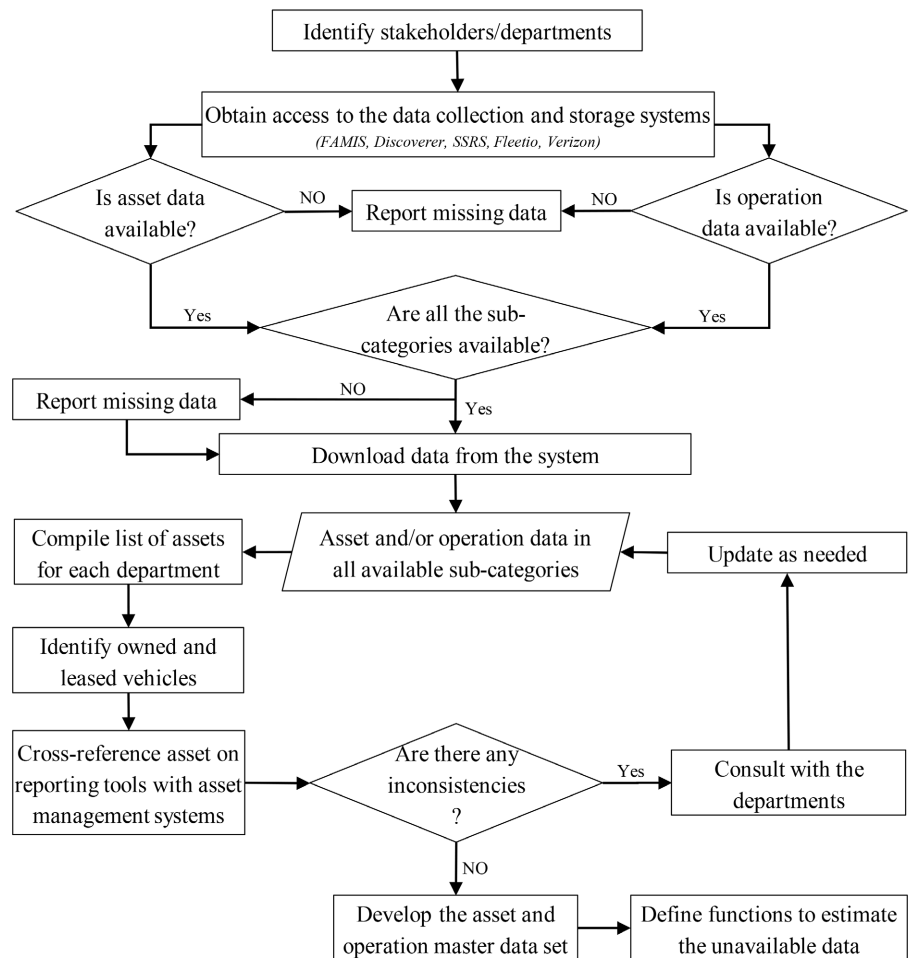 Identify stakeholders/departments
Obtain access to the data collection and storage systems
(FAMIS, Discoverer, SSRS, Fleetio, Verizon)
Is asset data
available?
NO
Report missing data
NO
Is operation
data available?
Yes
Are all the sub-
categories available?
Yes
Report missing data
NO
Yes
Download data from the system
Compile list of assets
for each department
Asset and/or operation data in
all available sub-categories
Update as needed
Identify owned and
leased vehicles
Cross-reference asset on
reporting tools with asset
management systems
Are there any
inconsistencies
?
Yes
Consult with the
departments
NO
Develop the asset and
operation master data set
Define functions to estimate
the unavailable data